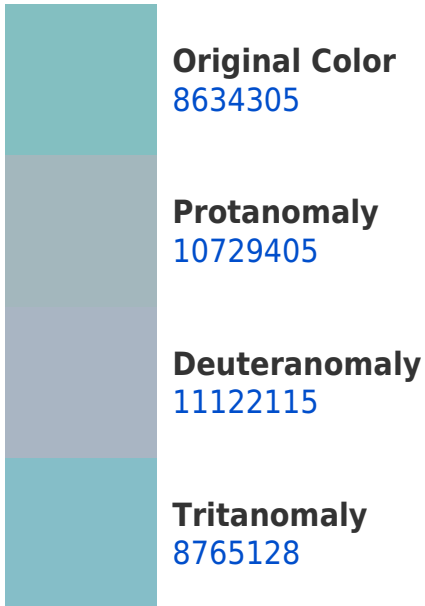 Original Color
8634305
Protanomaly
10729405
Deuteranomaly
11122115
Tritanomaly
8765128